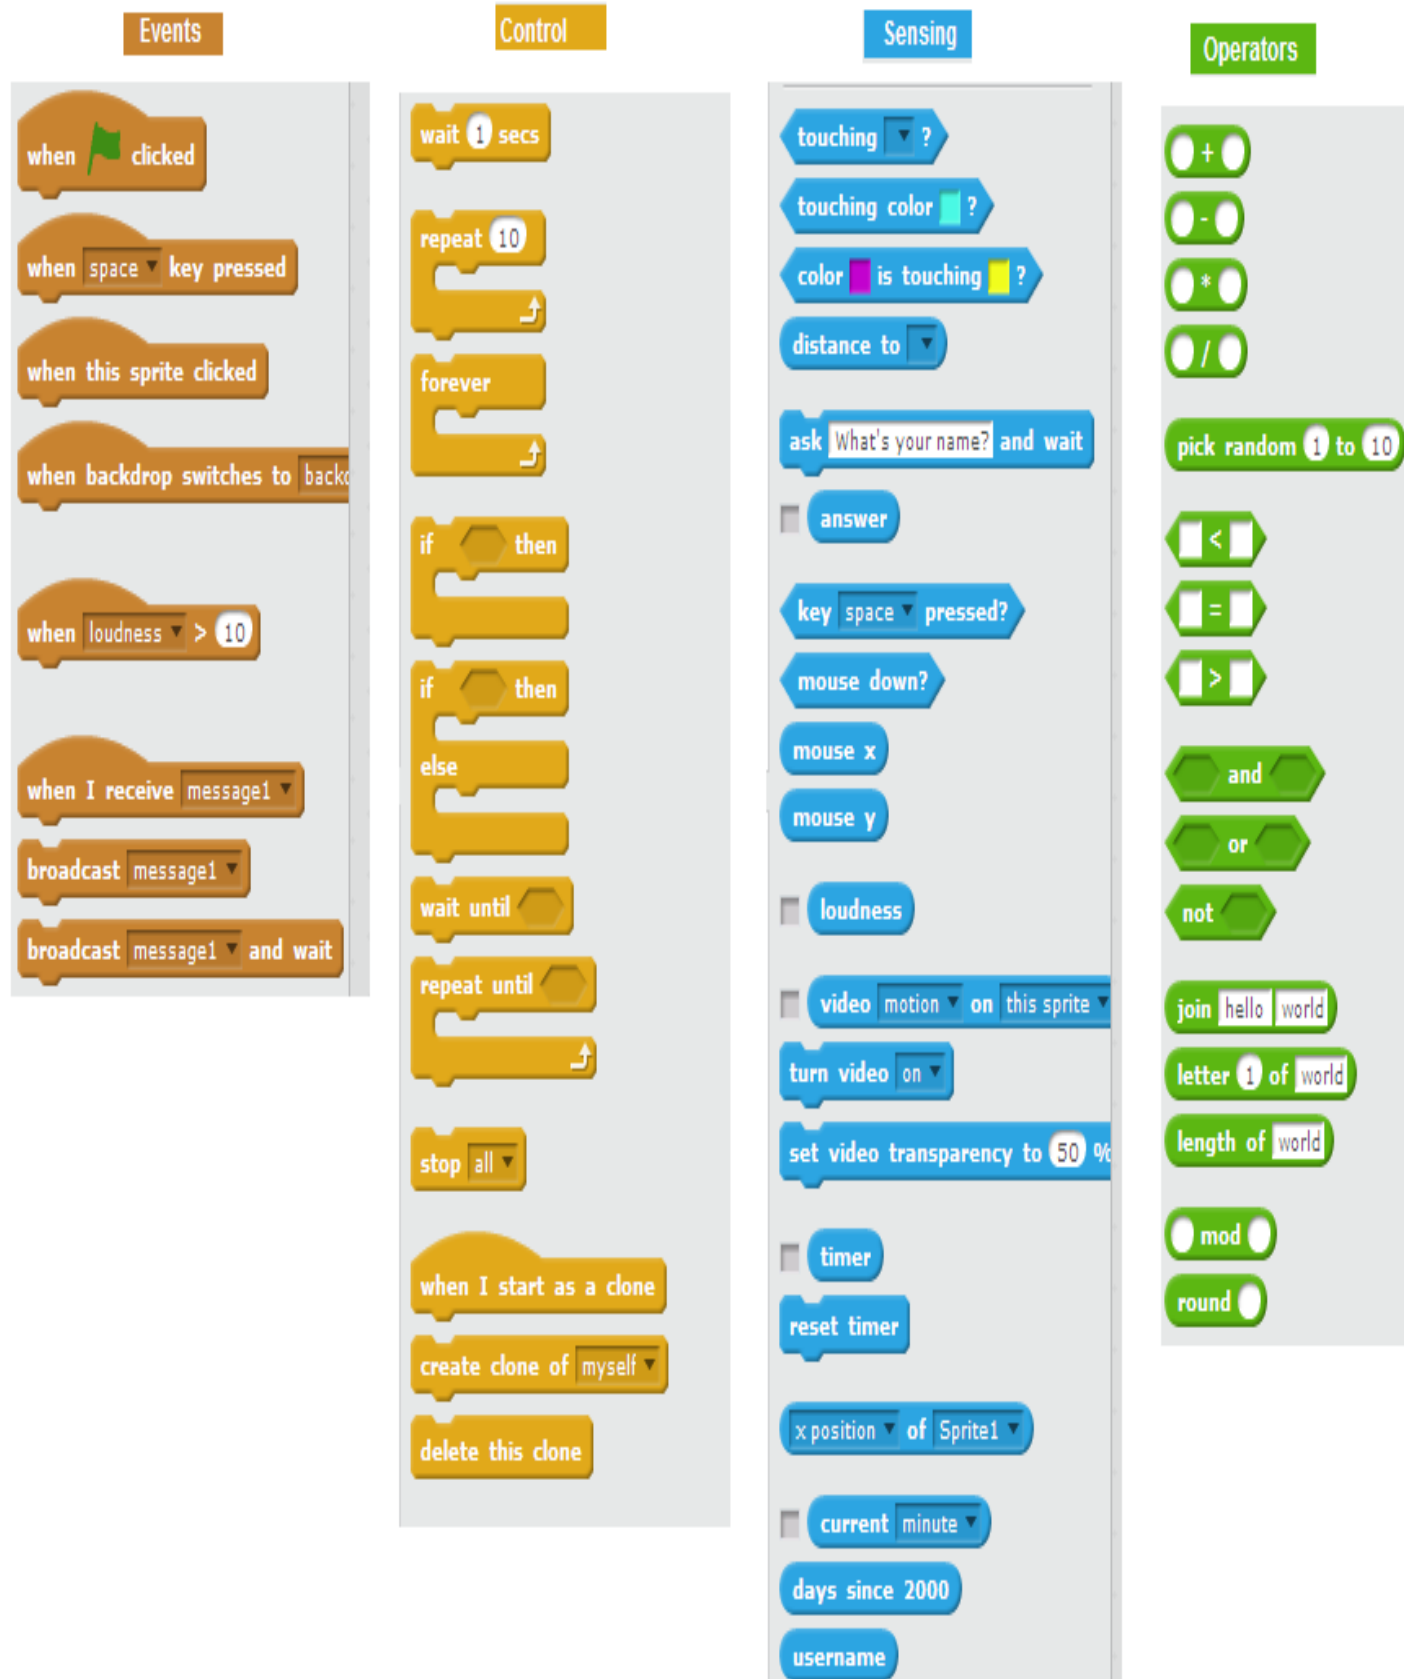 Events
when clicked
when space key pressed
when this sprite clicked
when backdrop switches to
when loudness > 10
when I receive message1
broadcast message1
broadcast message1 and wait
Control
wait 1 secs
repeat 10
forever
if then
if then
else
wait until
repeat until
stop all
when I start as a clone
create clone of myself
delete this clone
Sensing
touching ?
touching color ?
color is touching ?
distance to
ask What's your name? and wait
answer
key space pressed?
mouse down?
mouse x
mouse y
loudness
video motion on this sprite
turn video on
set video transparency to 50 %
timer
reset timer
x position of Sprite1
current minute
days since 2000
username
Operators
+
-
*
/
pick random 1 to 10
<
=
>
and
or
not
join hello world
letter 1 of world
length of world
mod
round